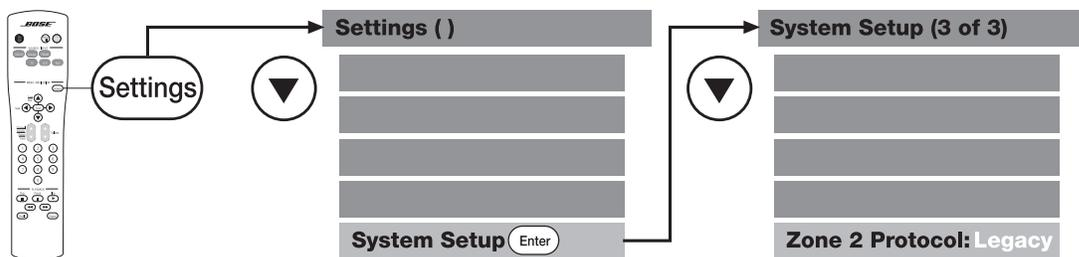 BOSE
Settings
Settings ( )
System Setup Enter
System Setup (3 of 3)
Zone 2 Protocol: Legacy